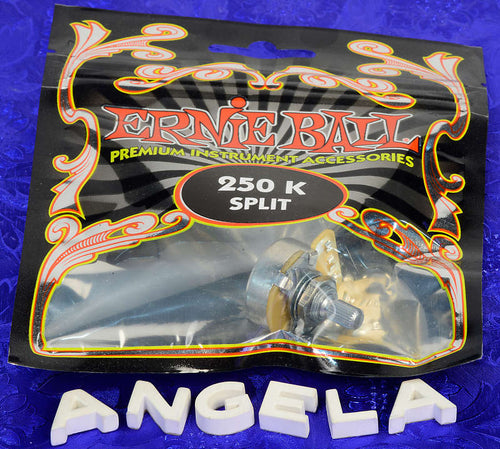 ERNIE BALL
PREMIUM INSTRUMENT ACCESSORIES
250 K
SPLIT
ANGELA